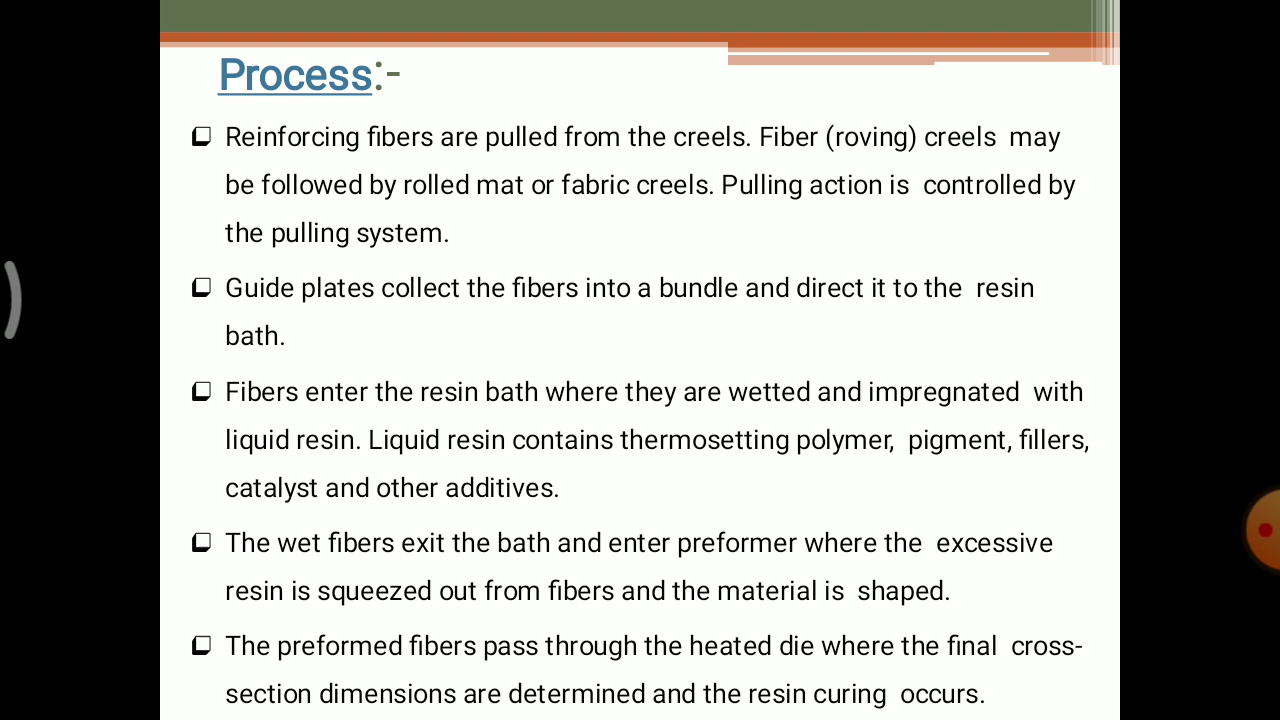 Process:-
Reinforcing fibers are pulled from the creels. Fiber (roving) creels may
be followed by rolled mat or fabric creels. Pulling action is controlled by
the pulling system.
Guide plates collect the fibers into a bundle and direct it to the resin
bath.
Fibers enter the resin bath where they are wetted and impregnated with
liquid resin. Liquid resin contains thermosetting polymer, pigment, fillers,
catalyst and other additives.
The wet fibers exit the bath and enter preformer where the excessive
resin is squeezed out from fibers and the material is shaped.
The preformed fibers pass through the heated die where the final cross-
section dimensions are determined and the resin curing occurs.